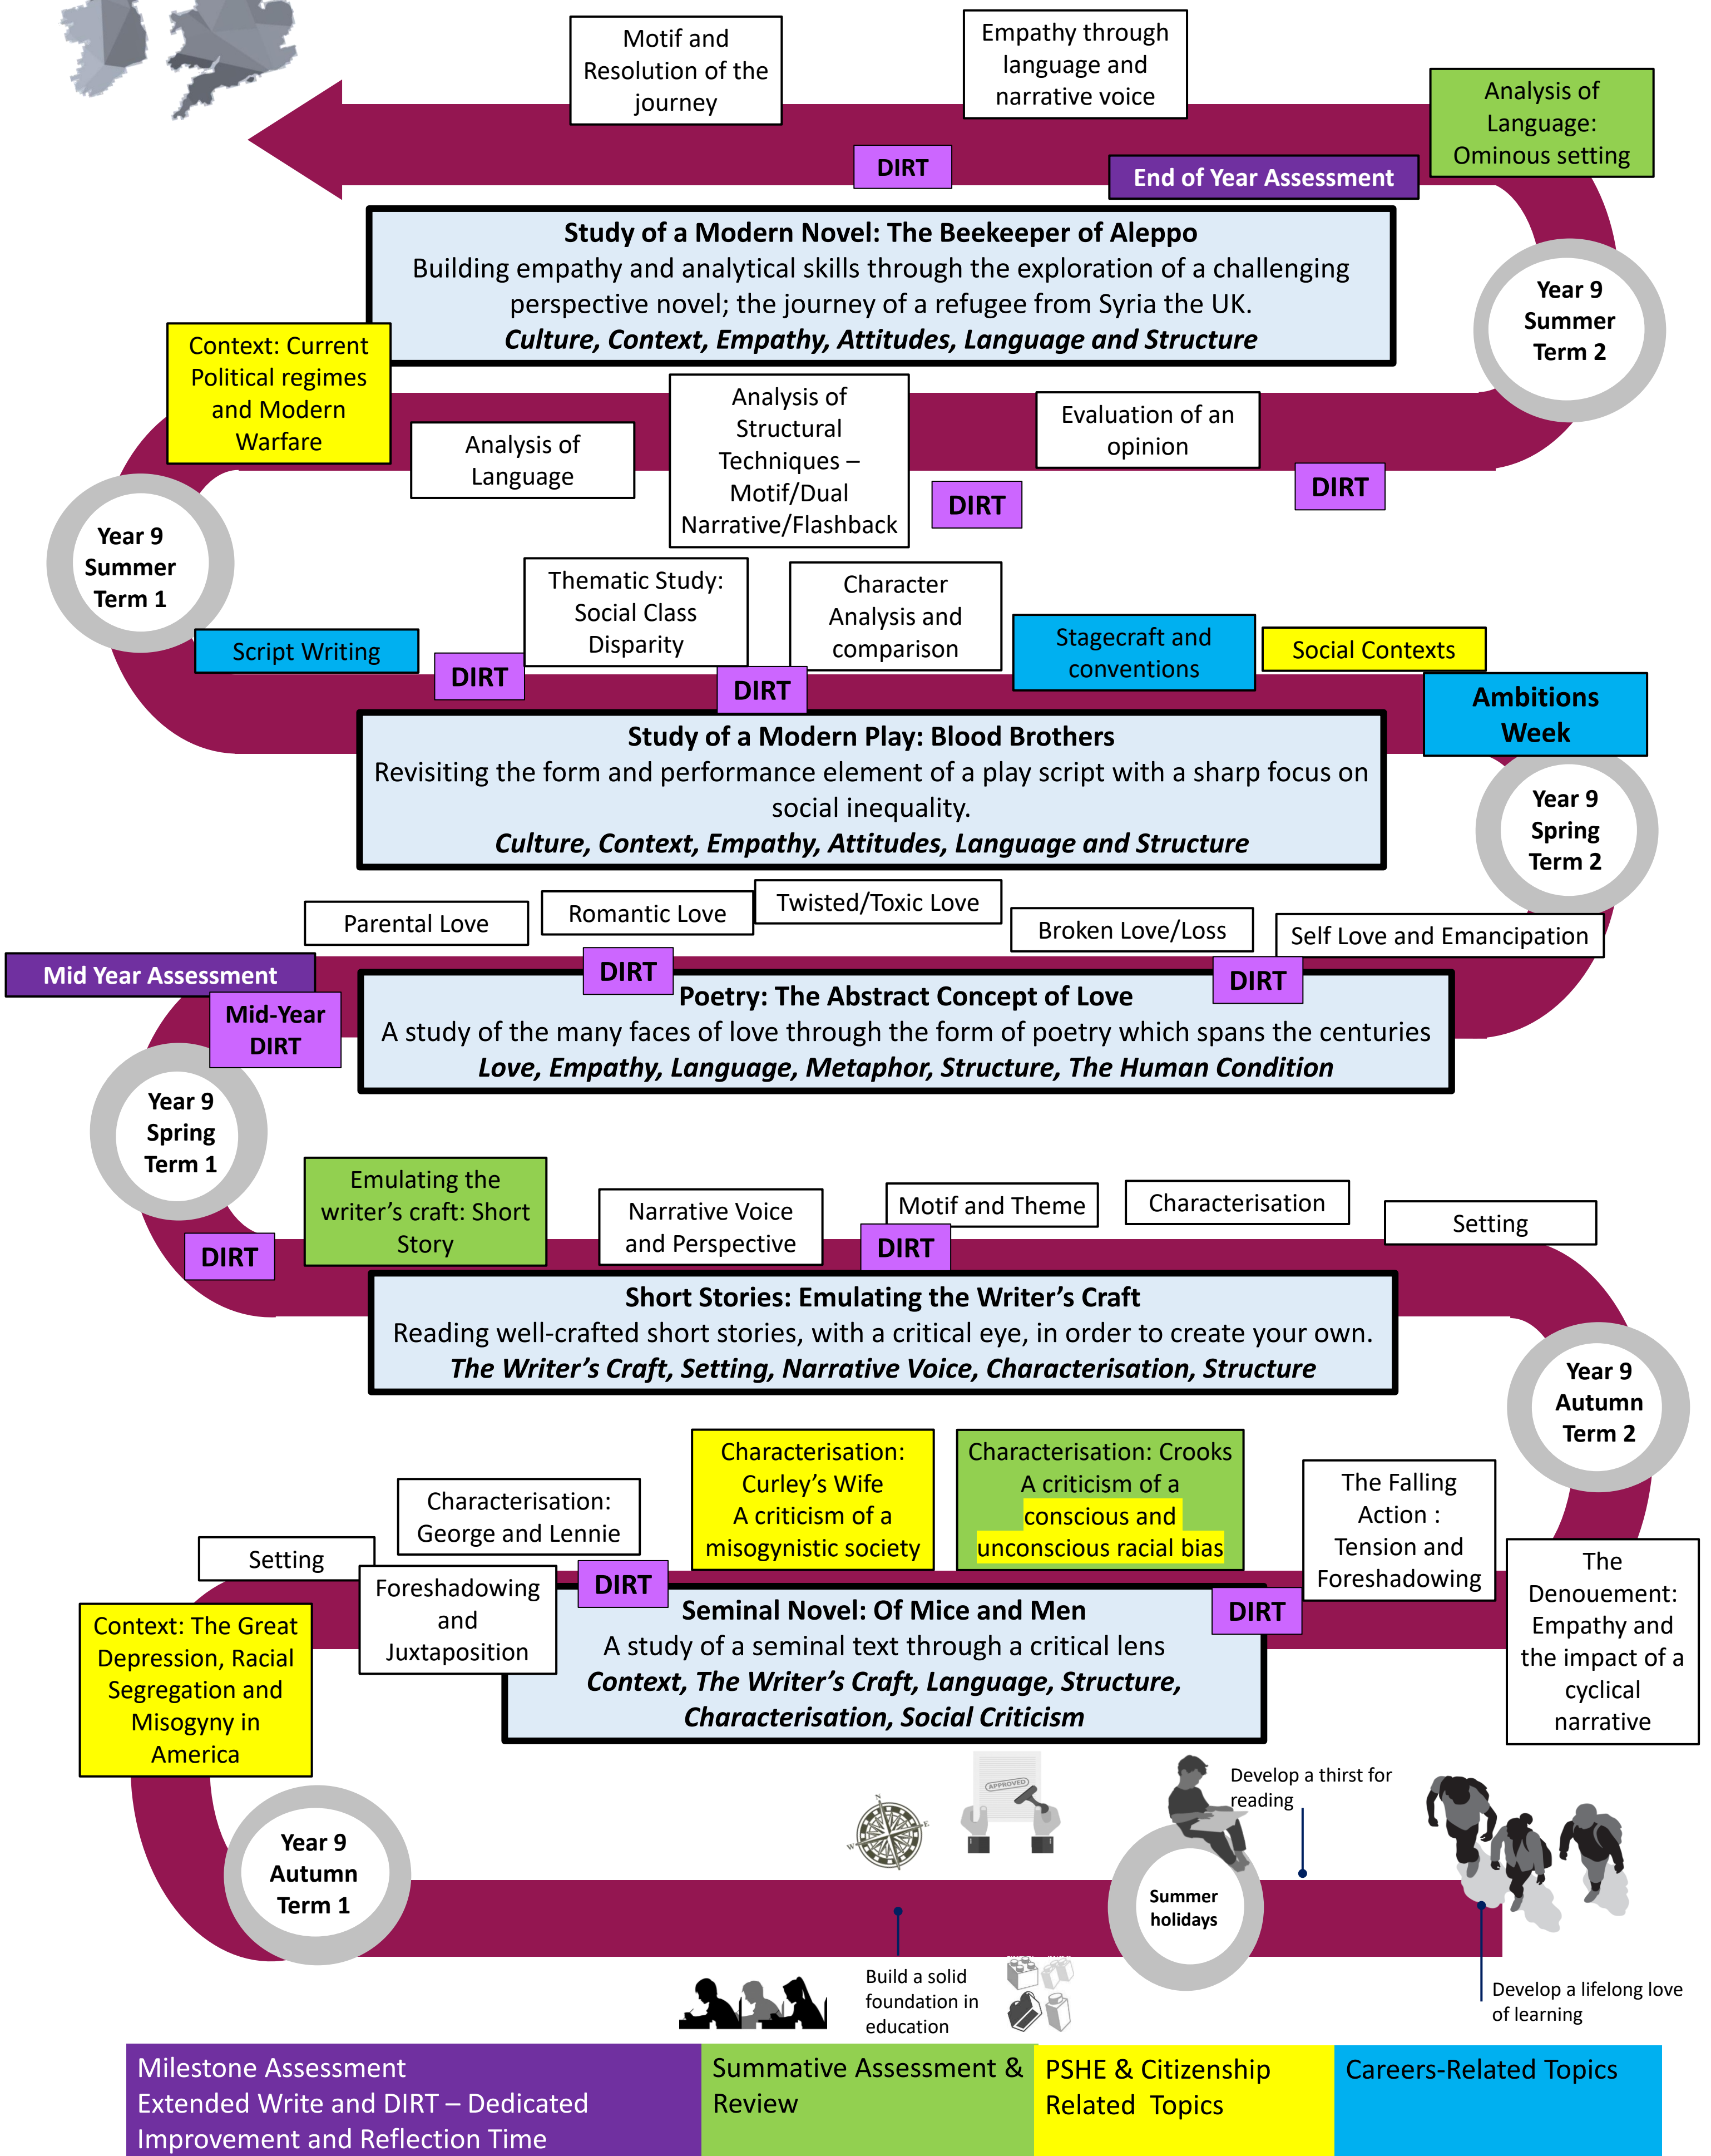 Motif and
Resolution of the
journey
Empathy through
language and
narrative voice
Analysis of
Language:
Ominous setting
DIRT
End of Year Assessment
Study of a Modern Novel: The Beekeeper of Aleppo
Building empathy and analytical skills through the exploration of a challenging
perspective novel; the journey of a refugee from Syria the UK.
Culture, Context, Empathy, Attitudes, Language and Structure
Year 9
Summer
Term 2
Context: Current
Political regimes
and Modern
Warfare
Analysis of
Language
Analysis of
Structural
Techniques –
Motif/Dual
Narrative/Flashback
Evaluation of an
opinion
DIRT
DIRT
Year 9
Summer
Term 1
Script Writing
DIRT
Thematic Study:
Social Class
Disparity
DIRT
Character
Analysis and
comparison
Stagecraft and
conventions
Social Contexts
Ambitions
Week
Study of a Modern Play: Blood Brothers
Revisiting the form and performance element of a play script with a sharp focus on
social inequality.
Culture, Context, Empathy, Attitudes, Language and Structure
Year 9
Spring
Term 2
Parental Love
Romantic Love
Twisted/Toxic Love
Broken Love/Loss
Self Love and Emancipation
Mid Year Assessment
Mid-Year
DIRT
DIRT
DIRT
Poetry: The Abstract Concept of Love
A study of the many faces of love through the form of poetry which spans the centuries
Love, Empathy, Language, Metaphor, Structure, The Human Condition
Year 9
Spring
Term 1
DIRT
Emulating the
writer’s craft: Short
Story
Narrative Voice
and Perspective
Motif and Theme
DIRT
Characterisation
Setting
Short Stories: Emulating the Writer’s Craft
Reading well-crafted short stories, with a critical eye, in order to create your own.
The Writer’s Craft, Setting, Narrative Voice, Characterisation, Structure
Year 9
Autumn
Term 2
Setting
Characterisation:
George and Lennie
Characterisation:
Curley’s Wife
A criticism of a
misogynistic society
Characterisation: Crooks
A criticism of a
conscious and
unconscious racial bias
The Falling
Action :
Tension and
Foreshadowing
The
Denouement:
Empathy and
the impact of a
cyclical
narrative
Context: The Great
Depression, Racial
Segregation and
Misogyny in
America
Foreshadowing
and
Juxtaposition
DIRT
DIRT
Seminal Novel: Of Mice and Men
A study of a seminal text through a critical lens
Context, The Writer’s Craft, Language, Structure,
Characterisation, Social Criticism
Year 9
Autumn
Term 1
N
E
S
W
APPROVED
Develop a thirst for
reading
Summer
holidays
Build a solid
foundation in
education
Develop a lifelong love
of learning
Milestone Assessment
Extended Write and DIRT – Dedicated
Improvement and Reflection Time
Summative Assessment &
Review
PSHE & Citizenship
Related Topics
Careers-Related Topics